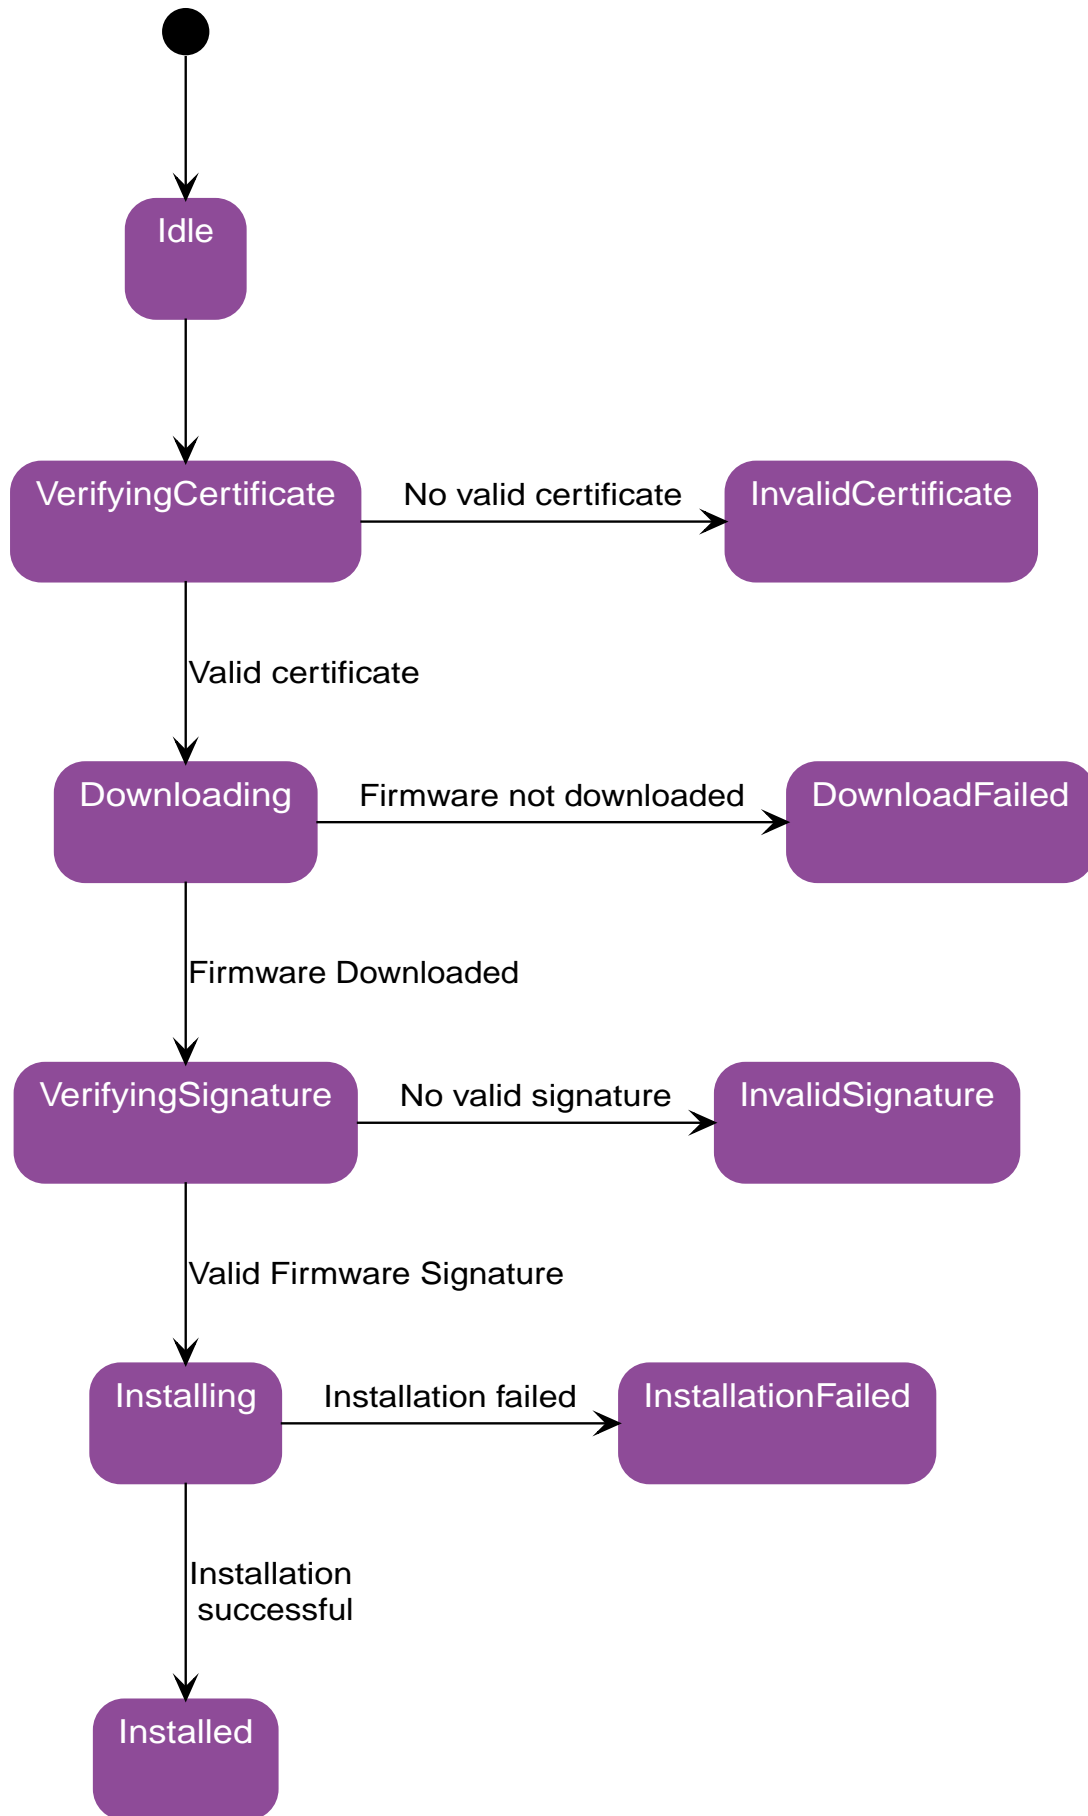 Idle
VerifyingCertificate
No valid certificate
InvalidCertificate
Valid certificate
Downloading
Firmware not downloaded
DownloadFailed
Firmware Downloaded
VerifyingSignature
No valid signature
InvalidSignature
Valid Firmware Signature
Installing
Installation failed
InstallationFailed
Installation
successful
Installed